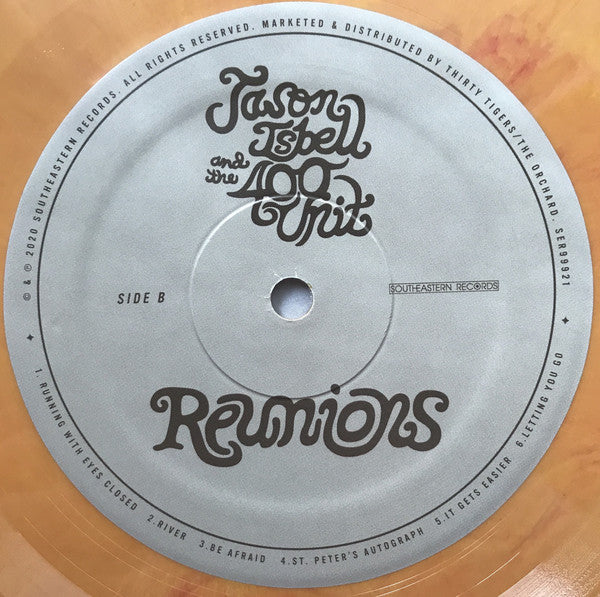 © & ℗ 2020 SOUTHEASTERN RECORDS. ALL RIGHTS RESERVED. MARKETED & DISTRIBUTED BY THIRTY TIGERS/THE ORCHARD. SER99921
Jason
Isbell
and
the 400
Unit
SIDE B
SOUTHEASTERN RECORDS
Reunions
1. RUNNING WITH EYES CLOSED 2.RIVER 3.BE AFRAID 4.ST. PETER'S AUTOGRAPH 5.IT GETS EASIER 6.LETTING YOU GO